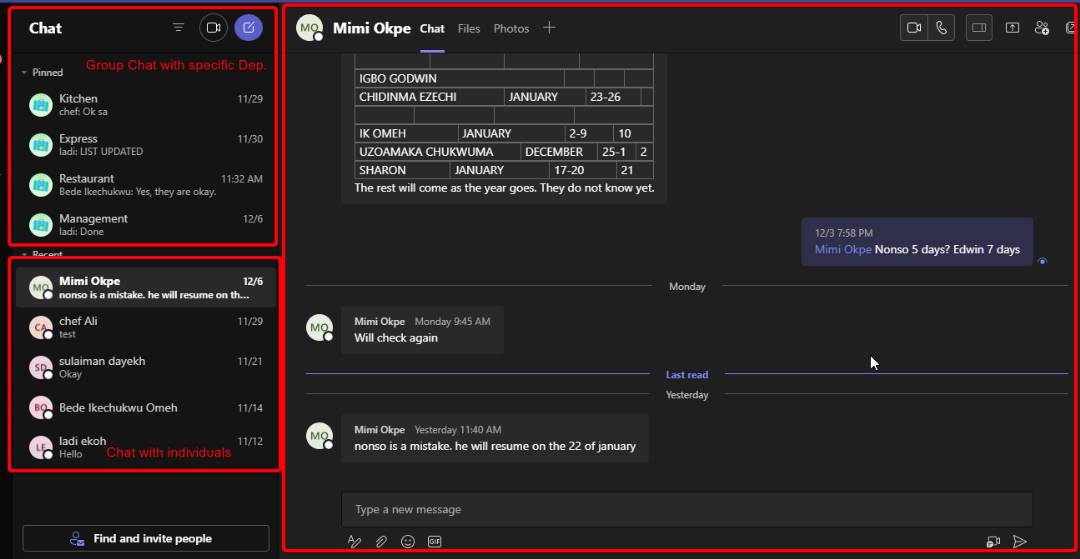 Chat
Group Chat with specific Dep.
Pinned
Kitchen 11/29
chef: Ok sa
Express 11/30
ladi: LIST UPDATED
Restaurant 11:32 AM
Bede Ikechukwu: Yes, they are okay.
Management 12/6
ladi: Done
Recent
MO Mimi Okpe 12/6
nonso is a mistake. he will resume on th...
CA chef Ali 11/29
test
SD sulaiman dayekh 11/21
Okay
BO Bede Ikechukwu Omeh 11/14
LE ladi ekoh 11/12
Hello
Chat with individuals
Find and invite people
MO Mimi Okpe Chat Files Photos
IGBO GODWIN
CHIDINMA EZECHI JANUARY 23-26
IK OMEH JANUARY 2-9 10
UZOAMAKA CHUKWUMA DECEMBER 25-1 2
SHARON JANUARY 17-20 21
The rest will come as the year goes. They do not know yet.
12/3 7:58 PM
Mimi Okpe Nonso 5 days? Edwin 7 days
Monday
MO Mimi Okpe Monday 9:45 AM
Will check again
Last read
Yesterday
MO Mimi Okpe Yesterday 11:40 AM
nonso is a mistake. he will resume on the 22 of january
Type a new message
GIF